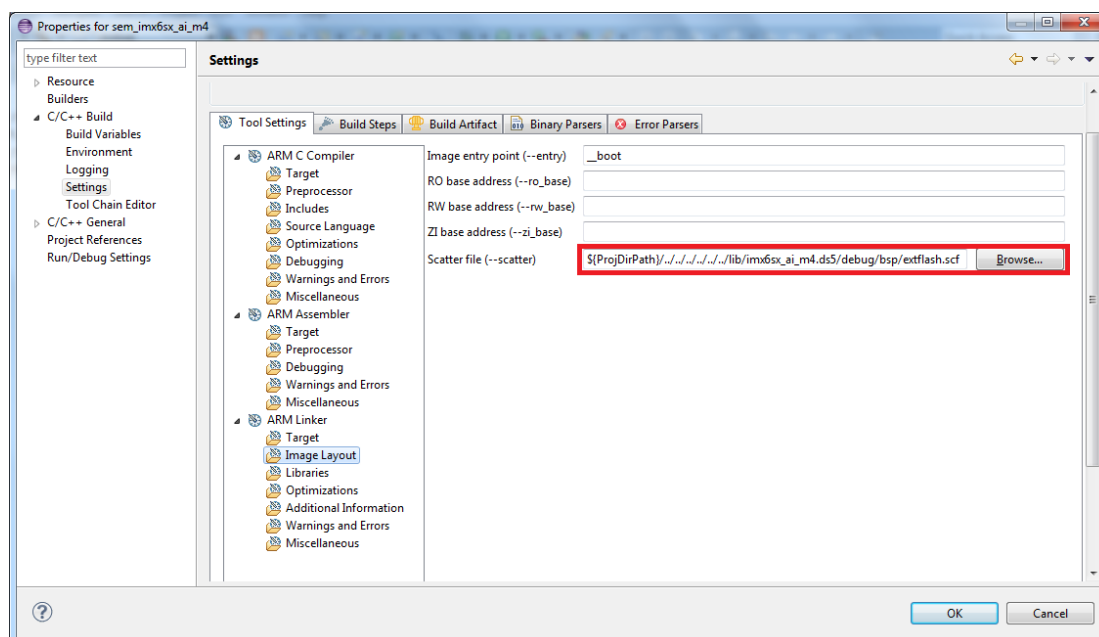 Properties for sem_imx6sx_ai_m4
type filter text
Resource
Builders
C/C++ Build
Build Variables
Environment
Logging
Settings
Tool Chain Editor
C/C++ General
Project References
Run/Debug Settings
Settings
Tool Settings
Build Steps
Build Artifact
Binary Parsers
Error Parsers
ARM C Compiler
Target
Preprocessor
Includes
Source Language
Optimizations
Debugging
Warnings and Errors
Miscellaneous
ARM Assembler
Target
Preprocessor
Debugging
Warnings and Errors
Miscellaneous
ARM Linker
Target
Image Layout
Libraries
Optimizations
Additional Information
Warnings and Errors
Miscellaneous
Image entry point (--entry) __boot
RO base address (--ro_base)
RW base address (--rw_base)
ZI base address (--zi_base)
Scatter file (--scatter) ${ProjDirPath}/../../../../../../lib/imx6sx_ai_m4.ds5/debug/bsp/extflash.scf Browse...
OK Cancel